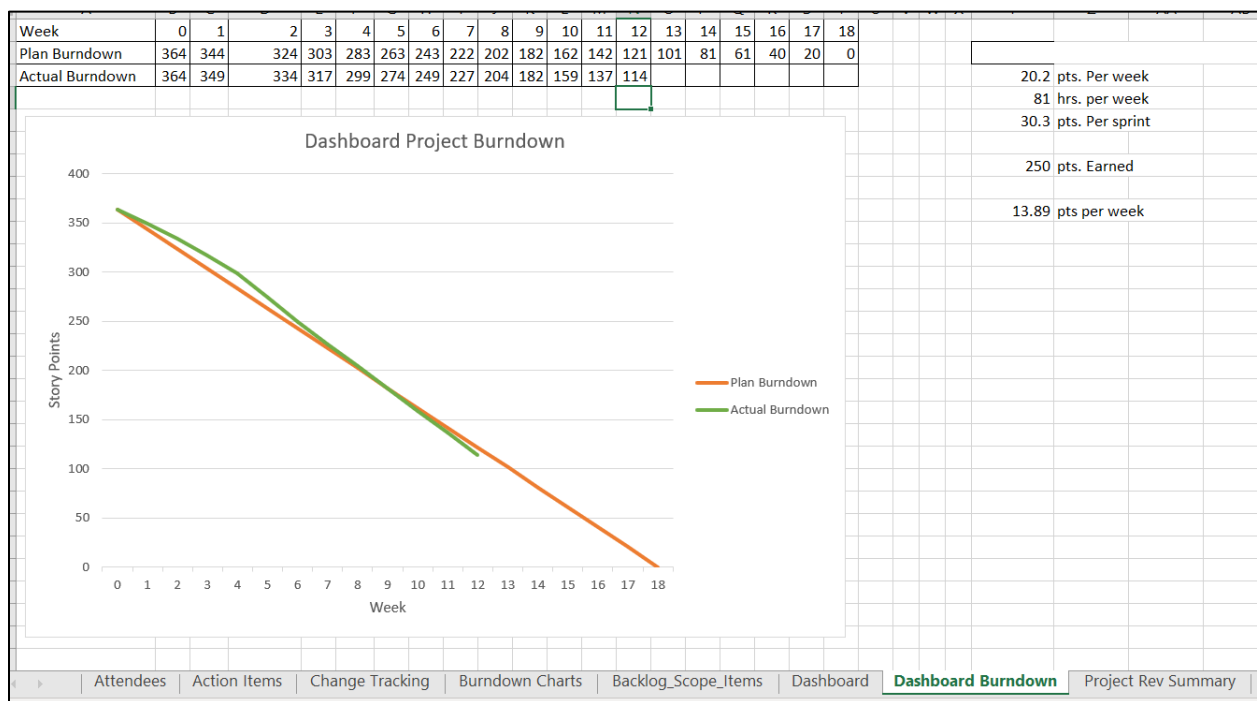 Week 0 1 2 3 4 5 6 7 8 9 10 11 12 13 14 15 16 17 18
Plan Burndown 364 344 324 303 283 263 243 222 202 182 162 142 121 101 81 61 40 20 0
Actual Burndown 364 349 334 317 299 274 249 227 204 182 159 137 114
20.2 pts. Per week
81 hrs. per week
30.3 pts. Per sprint
250 pts. Earned
13.89 pts per week
Dashboard Project Burndown
400
350
300
250
200
150
100
50
0
Story Points
0 1 2 3 4 5 6 7 8 9 10 11 12 13 14 15 16 17 18
Week
Plan Burndown
Actual Burndown
Attendees Action Items Change Tracking Burndown Charts Backlog_Scope_Items Dashboard Dashboard Burndown Project Rev Summary